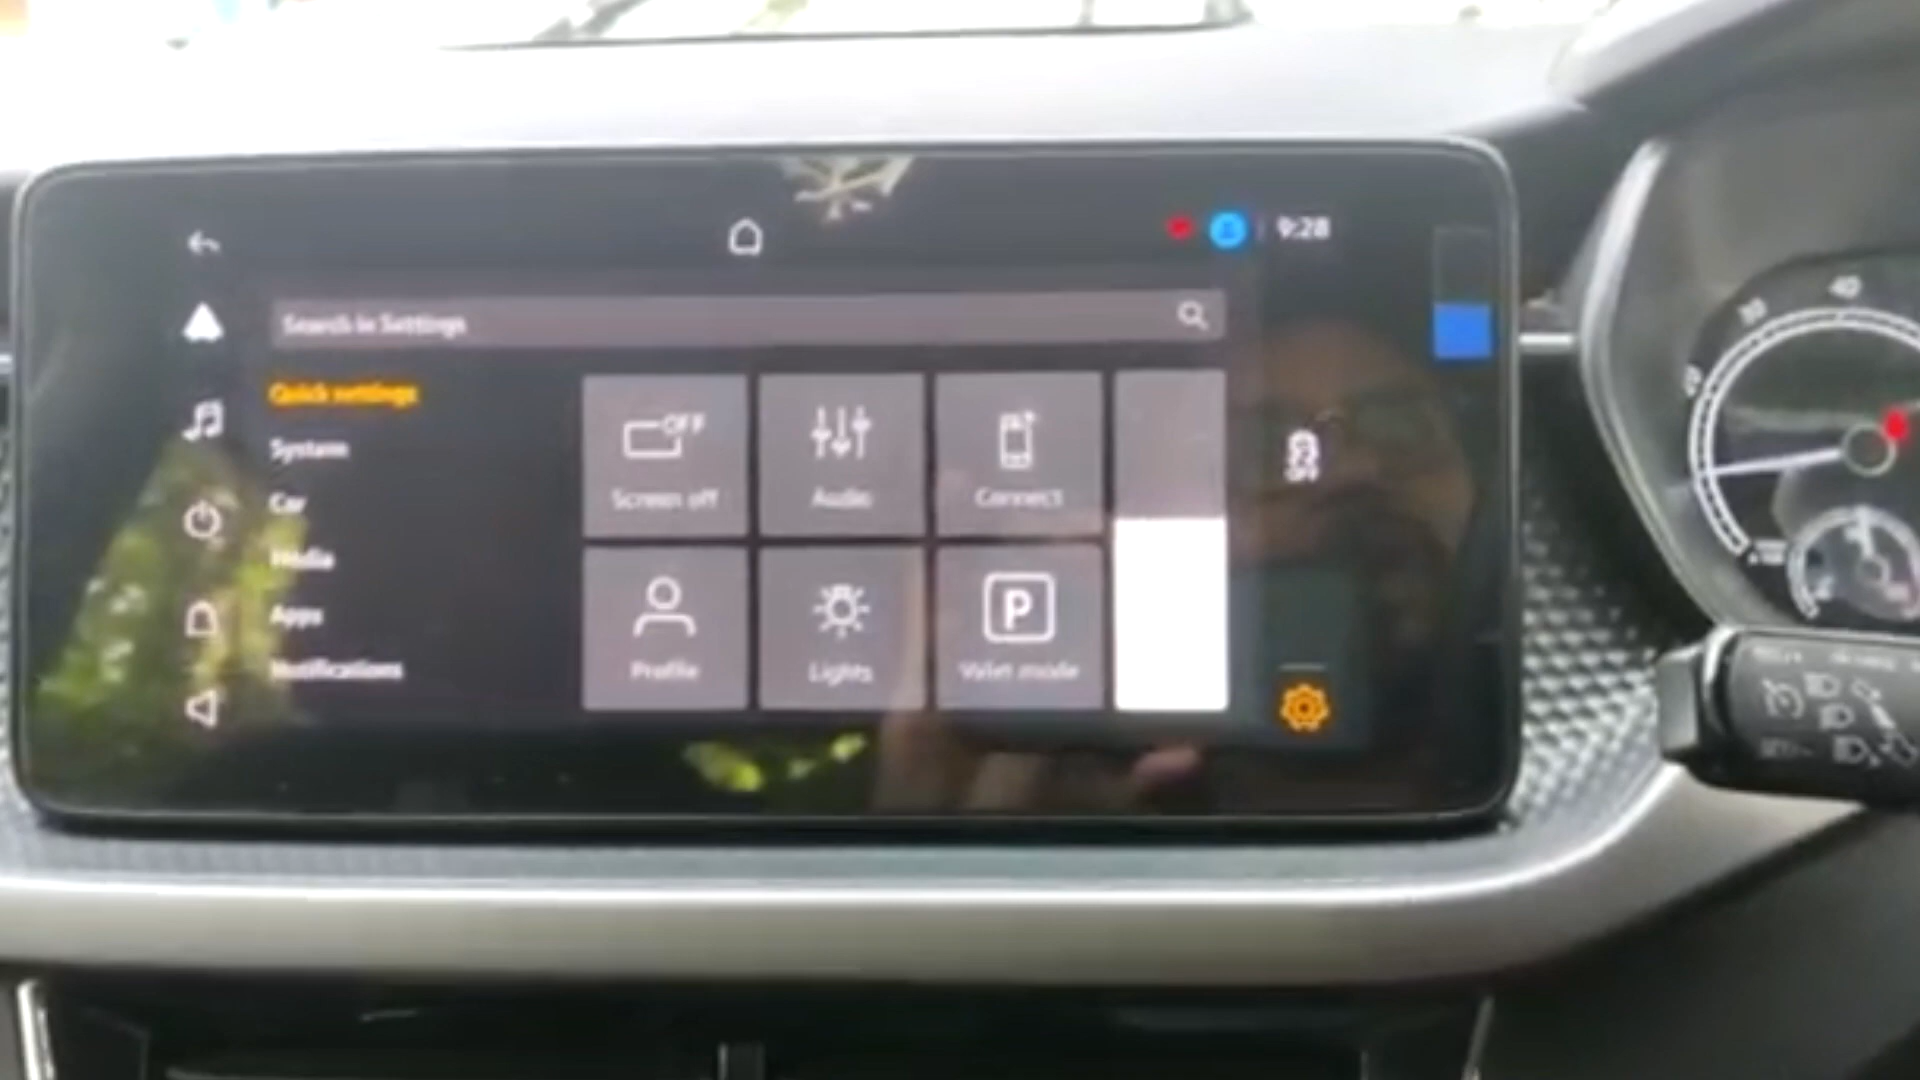 9:28
Search in Settings
Quick settings
System
Car
Media
Apps
Notifications
OFF
Screen off
Audio
Connect
Profile
Lights
P
Valet mode
40